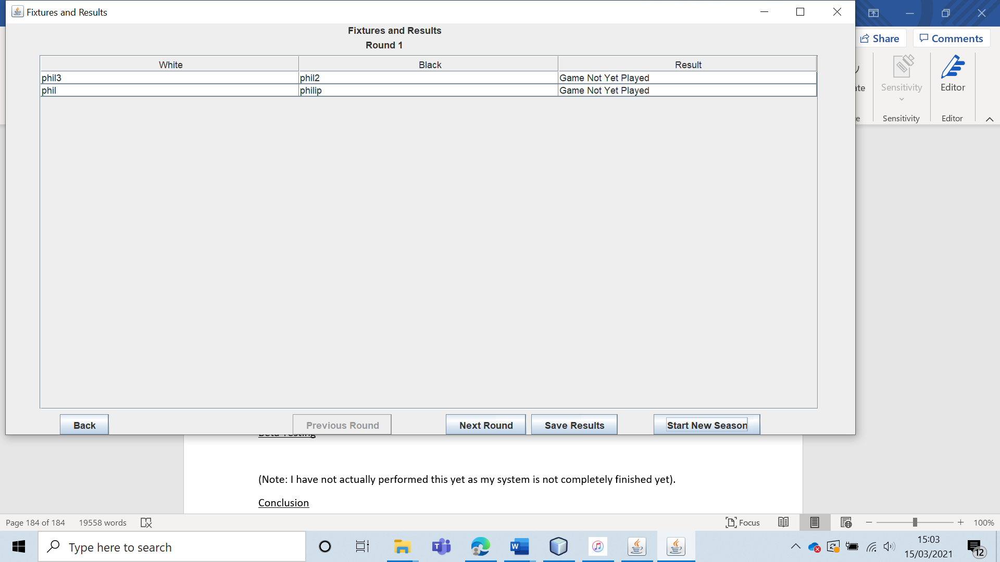 Fixtures and Results
Share
Comments
Fixtures and Results
Round 1
White Black Result
phil3 phil2 Game Not Yet Played
phil philip Game Not Yet Played
Sensitivity
Editor
Sensitivity
Editor
Back
Previous Round
Next Round
Save Results
Start New Season
(Note: I have not actually performed this yet as my system is not completely finished yet).
Conclusion
Page 184 of 184 19558 words
Focus
100%
Type here to search
15:03
15/03/2021
12